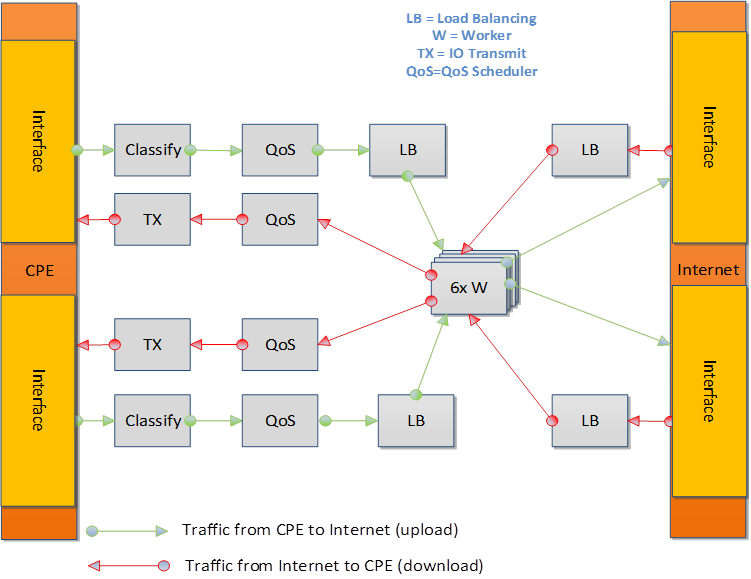 LB = Load Balancing
W = Worker
TX = IO Transmit
QoS=QoS Scheduler
Interface
Interface
Classify
QoS
LB
LB
TX
QoS
CPE
6x W
Internet
TX
QoS
Interface
Interface
Classify
QoS
LB
LB
Traffic from CPE to Internet (upload)
Traffic from Internet to CPE (download)